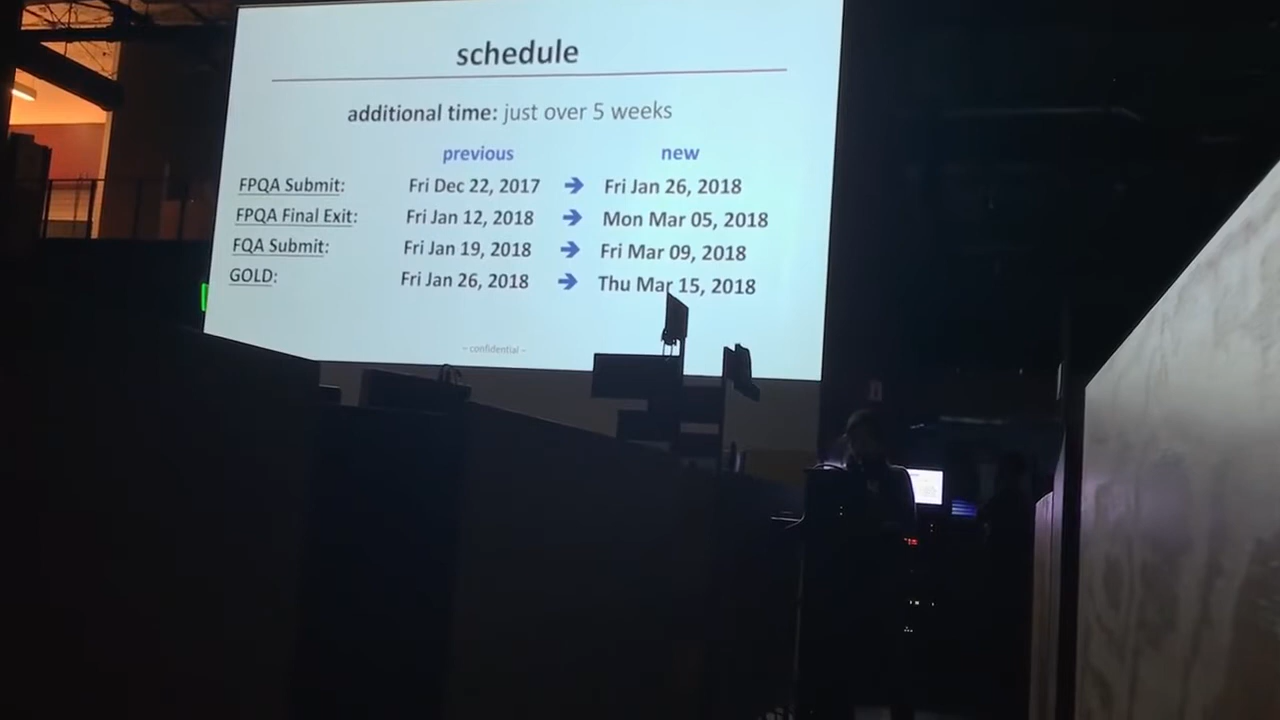 schedule
additional time: just over 5 weeks
previous new
FPQA Submit: Fri Dec 22, 2017 → Fri Jan 26, 2018
FPQA Final Exit: Fri Jan 12, 2018 → Mon Mar 05, 2018
FQA Submit: Fri Jan 19, 2018 → Fri Mar 09, 2018
GOLD: Fri Jan 26, 2018 → Thu Mar 15, 2018
– confidential –